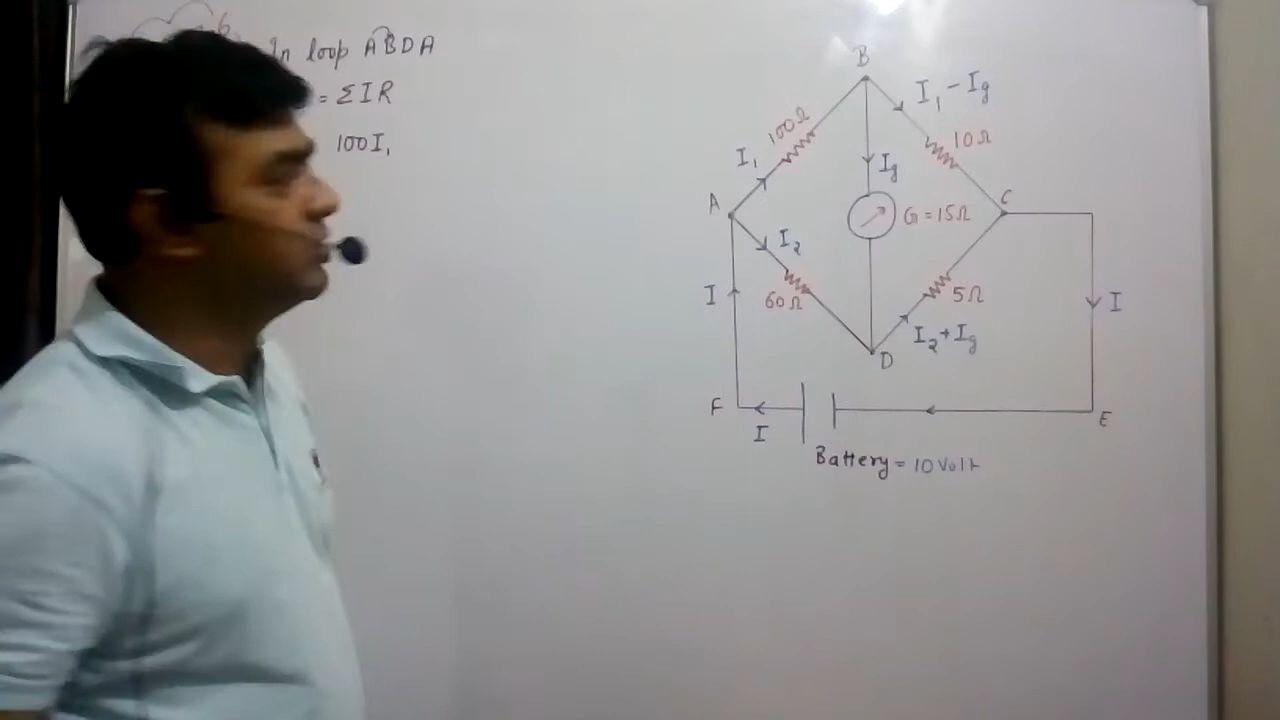 In loop ABDA
= ΣIR
100I₁
B
I₁ - Ig
100Ω
10Ω
I₁
Ig
A
C
G = 15Ω
I₂
I
60Ω
5Ω
I
I₂ + Ig
D
F
E
I
Battery = 10 Volt